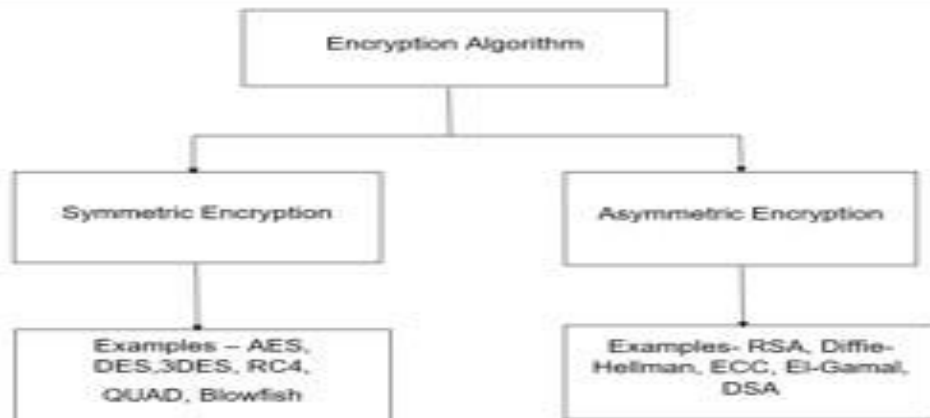 Encryption Algorithm
Symmetric Encryption
Asymmetric Encryption
Examples – AES,
DES,3DES, RC4,
QUAD, Blowfish
Examples- RSA, Diffie-
Hellman, ECC, El-Gamal,
DSA